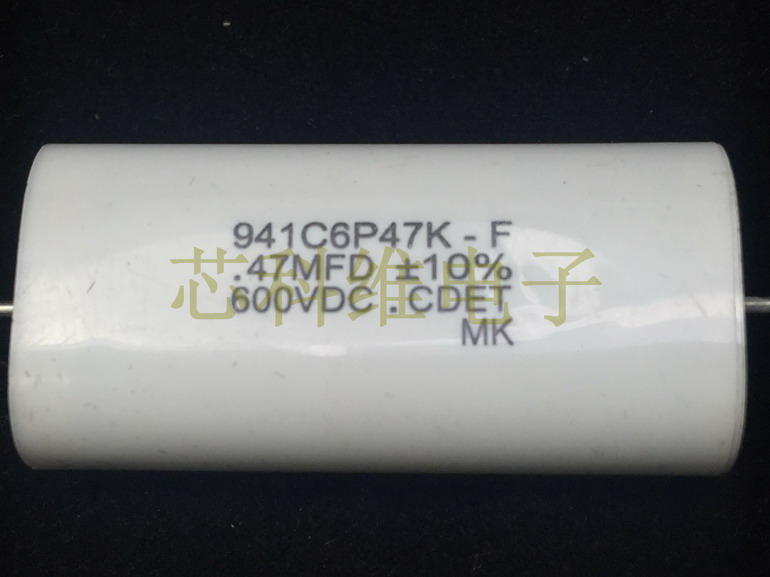 941C6P47K - F
.47MFD ±10%
芯科维电子
600VDC . CDET
MK